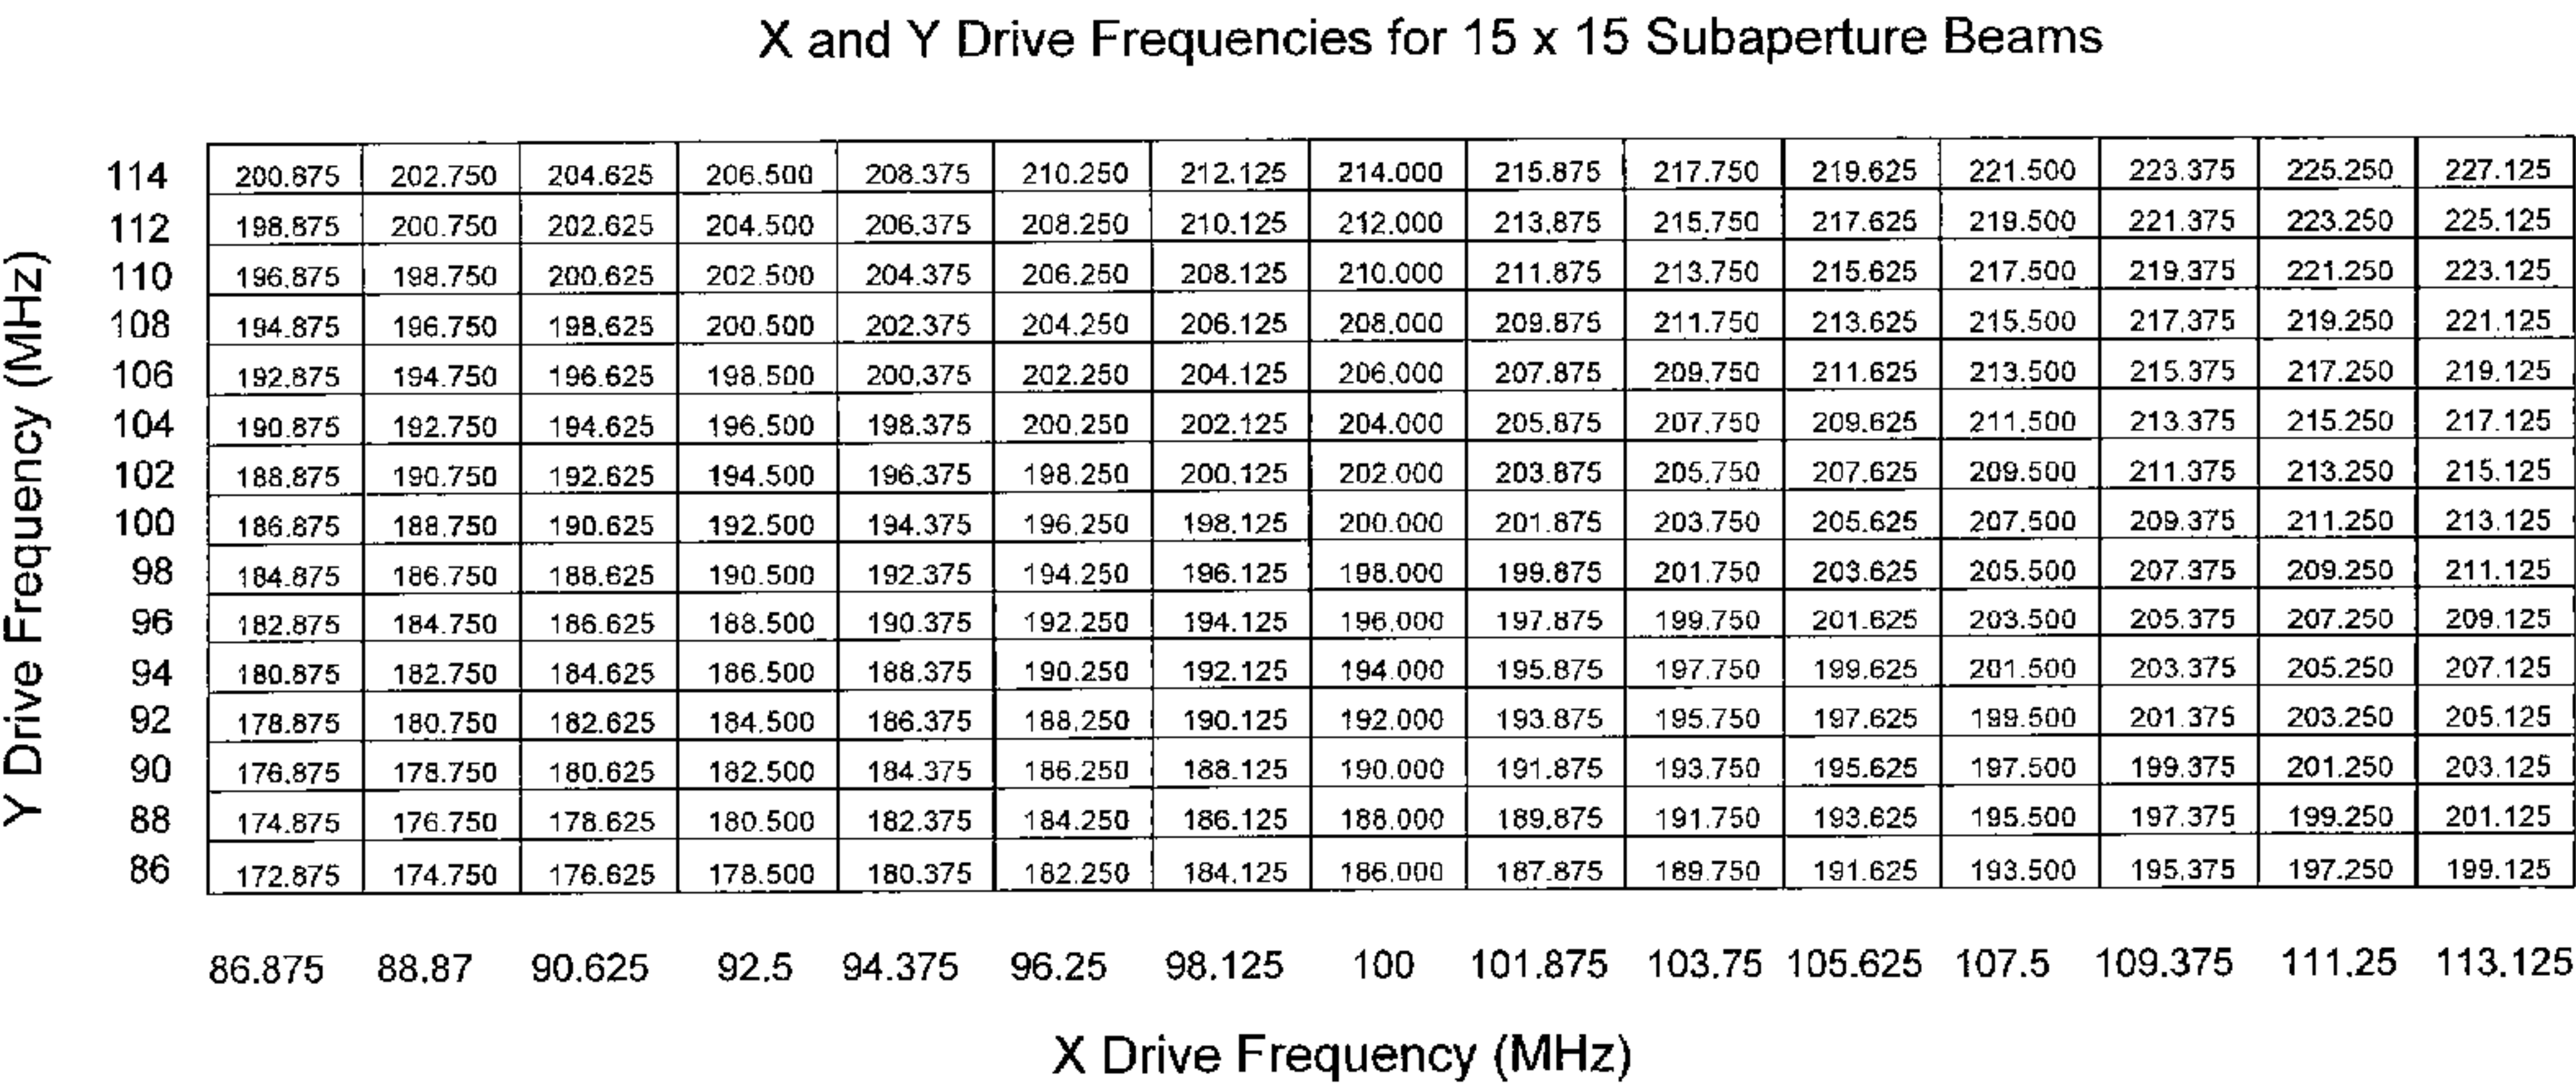 X and Y Drive Frequencies for 15 x 15 Subaperture Beams
Y Drive Frequency (MHz)
114 200.875 202.750 204.625 206.500 208.375 210.250 212.125 214.000 215.875 217.750 219.625 221.500 223.375 225.250 227.125
112 198.875 200.750 202.625 204.500 206.375 208.250 210.125 212.000 213.875 215.750 217.625 219.500 221.375 223.250 225.125
110 196.875 198.750 200.625 202.500 204.375 206.250 208.125 210.000 211.875 213.750 215.625 217.500 219.375 221.250 223.125
108 194.875 196.750 198.625 200.500 202.375 204.250 206.125 208.000 209.875 211.750 213.625 215.500 217.375 219.250 221.125
106 192.875 194.750 196.625 198.500 200.375 202.250 204.125 206.000 207.875 209.750 211.625 213.500 215.375 217.250 219.125
104 190.875 192.750 194.625 196.500 198.375 200.250 202.125 204.000 205.875 207.750 209.625 211.500 213.375 215.250 217.125
102 188.875 190.750 192.625 194.500 196.375 198.250 200.125 202.000 203.875 205.750 207.625 209.500 211.375 213.250 215.125
100 186.875 188.750 190.625 192.500 194.375 196.250 198.125 200.000 201.875 203.750 205.625 207.500 209.375 211.250 213.125
98 184.875 186.750 188.625 190.500 192.375 194.250 196.125 198.000 199.875 201.750 203.625 205.500 207.375 209.250 211.125
96 182.875 184.750 186.625 188.500 190.375 192.250 194.125 196.000 197.875 199.750 201.625 203.500 205.375 207.250 209.125
94 180.875 182.750 184.625 186.500 188.375 190.250 192.125 194.000 195.875 197.750 199.625 201.500 203.375 205.250 207.125
92 178.875 180.750 182.625 184.500 186.375 188.250 190.125 192.000 193.875 195.750 197.625 199.500 201.375 203.250 205.125
90 176.875 178.750 180.625 182.500 184.375 186.250 188.125 190.000 191.875 193.750 195.625 197.500 199.375 201.250 203.125
88 174.875 176.750 178.625 180.500 182.375 184.250 186.125 188.000 189.875 191.750 193.625 195.500 197.375 199.250 201.125
86 172.875 174.750 176.625 178.500 180.375 182.250 184.125 186.000 187.875 189.750 191.625 193.500 195.375 197.250 199.125
86.875 88.87 90.625 92.5 94.375 96.25 98.125 100 101.875 103.75 105.625 107.5 109.375 111.25 113.125
X Drive Frequency (MHz)